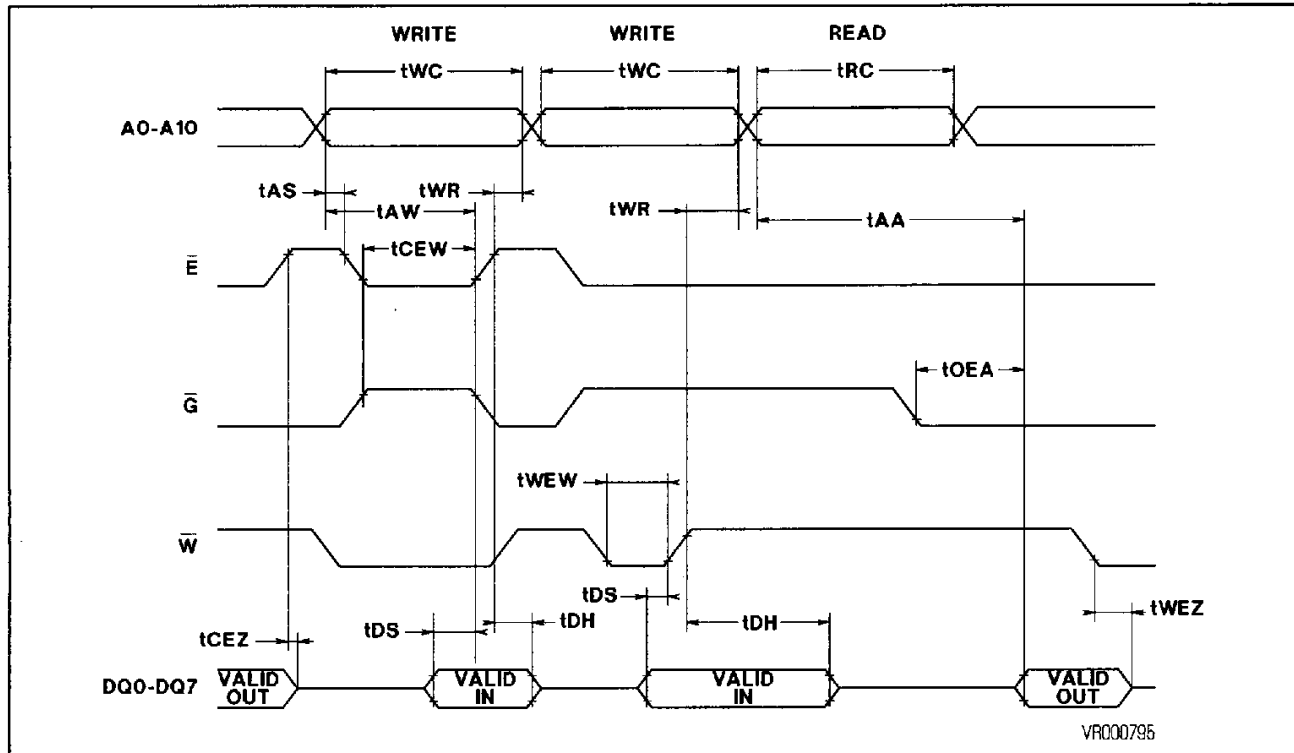 WRITE WRITE READ
tWC tWC tRC
A0-A10
tAS tWR
tAW tWR tAA
tCEW
E̅
tOEA
G̅
tWEW
W̅
tDS
tDH tWEZ
tCEZ tDS tDH
DQ0-DQ7 VALID OUT VALID IN VALID IN VALID OUT
VR000795